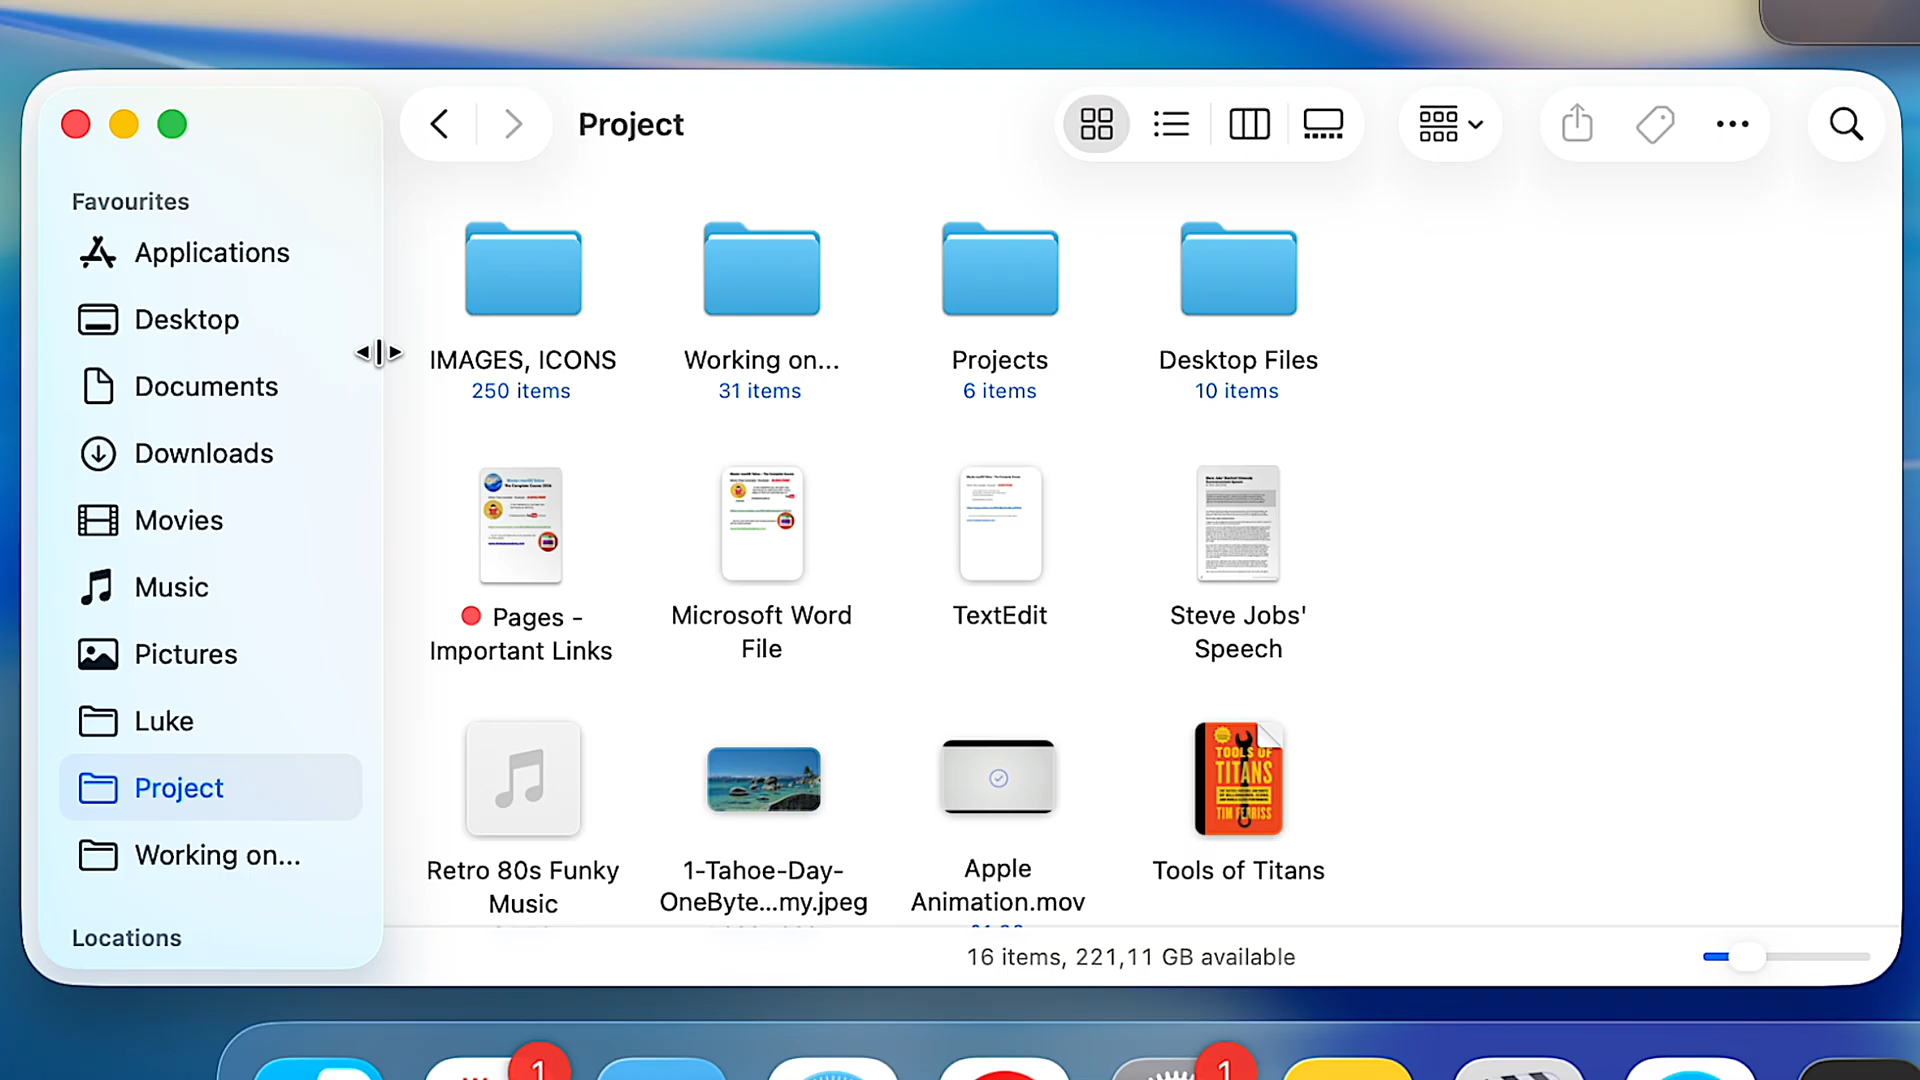 Project
Favourites
Applications
Desktop
Documents
Downloads
Movies
Music
Pictures
Luke
Project
Working on...
Locations
IMAGES, ICONS
250 items
Working on...
31 items
Projects
6 items
Desktop Files
10 items
Pages -
Important Links
Microsoft Word
File
TextEdit
Steve Jobs'
Speech
Retro 80s Funky
Music
1-Tahoe-Day-
OneByte...my.jpeg
Apple
Animation.mov
TOOLS OF
TITANS
TIM FERRISS
Tools of Titans
16 items, 221,11 GB available
1
1